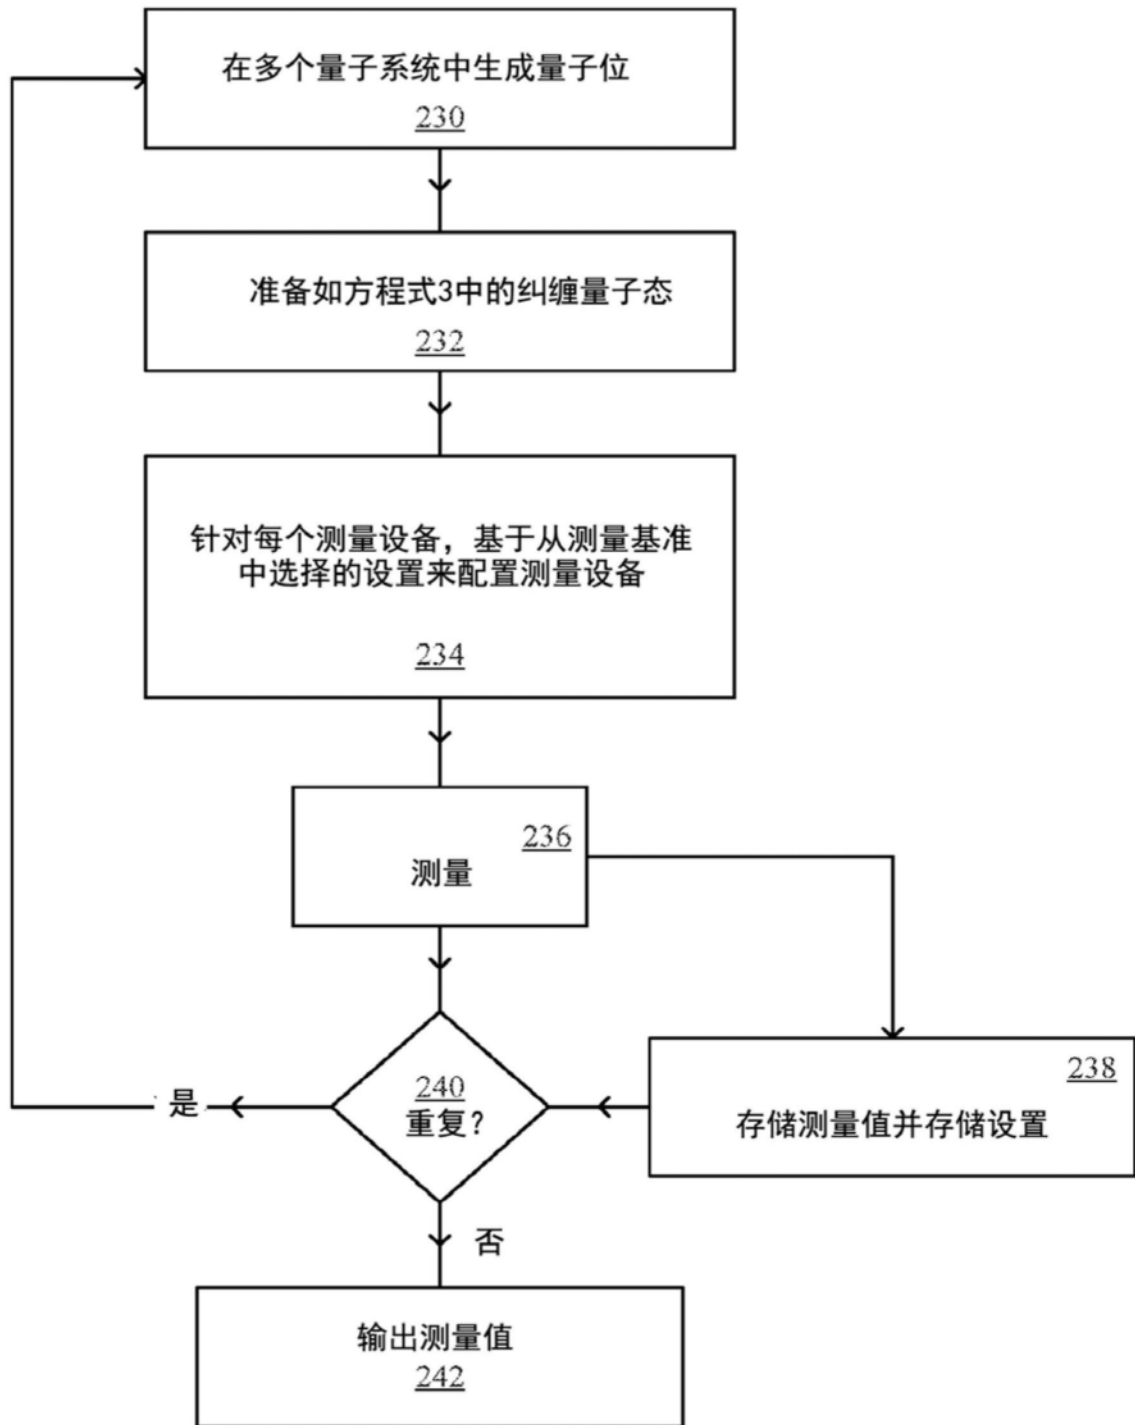 在多个量子系统中生成量子位
230
准备如方程式3中的纠缠量子态
232
针对每个测量设备，基于从测量基准
中选择的设置来配置测量设备
234
236
测量
238
存储测量值并存储设置
240
重复？
是
否
输出测量值
242